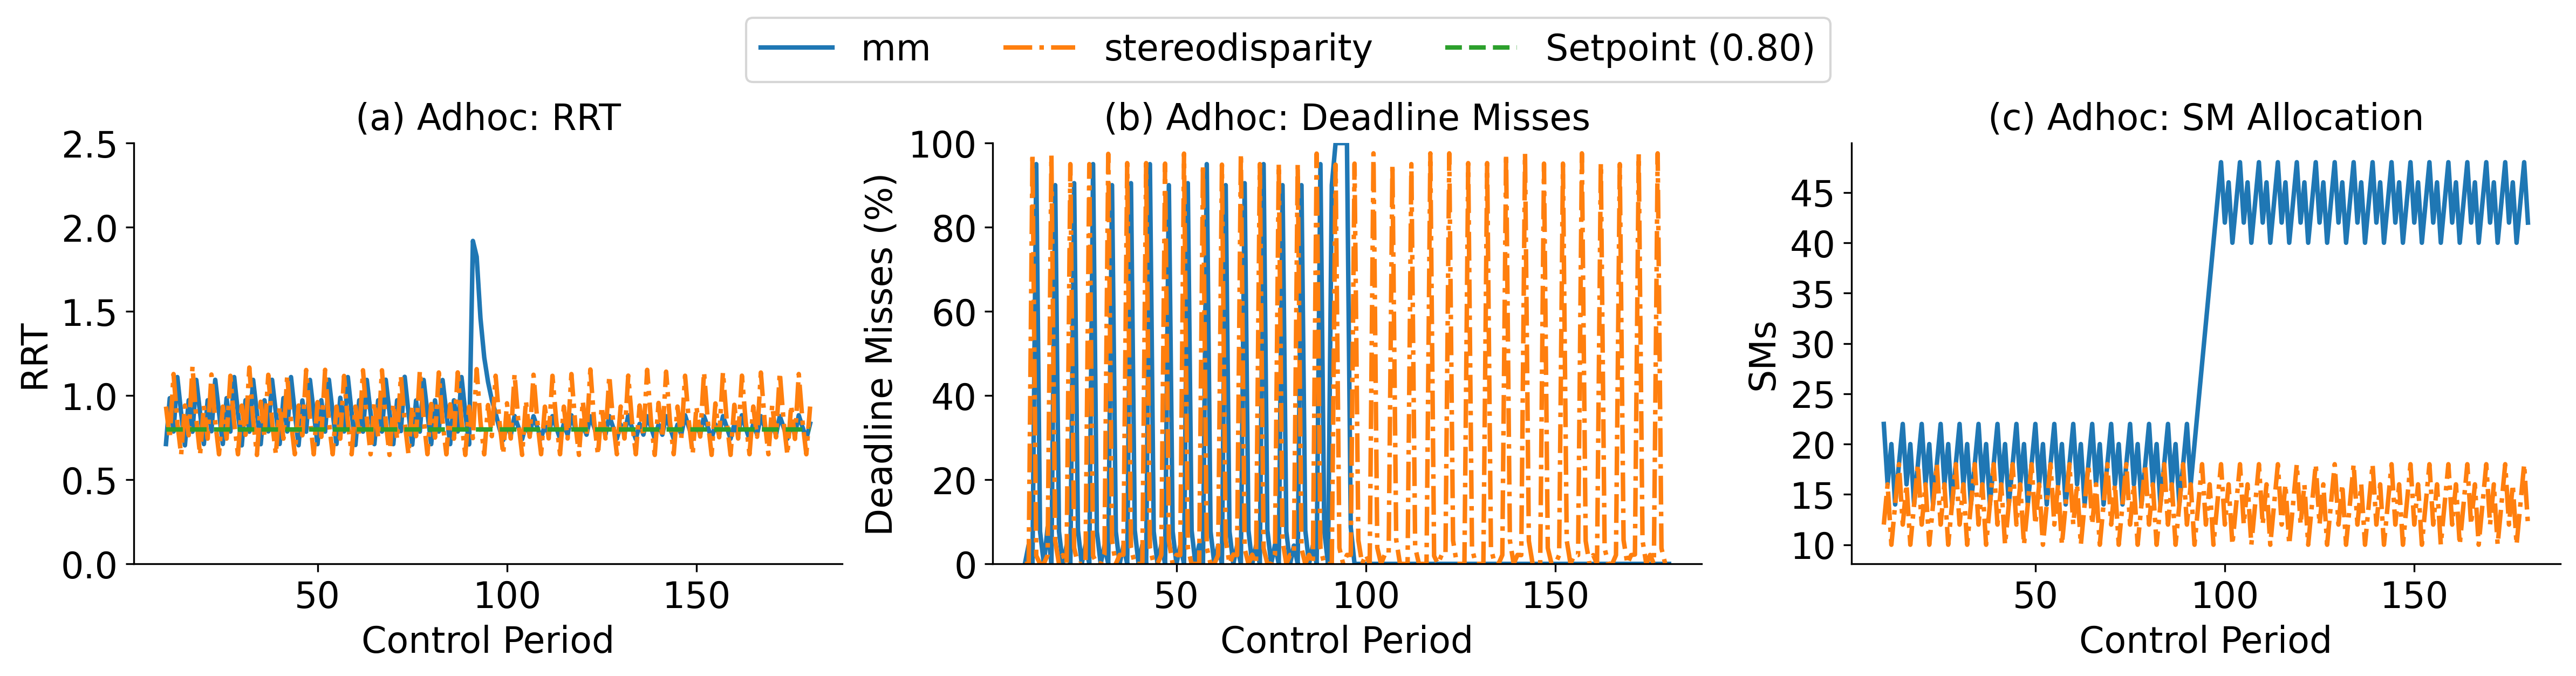 mm
stereodisparity
Setpoint (0.80)
(a) Adhoc: RRT
2.5
2.0
1.5
1.0
0.5
0.0
RRT
50
100
150
Control Period
(b) Adhoc: Deadline Misses
100
80
60
40
20
0
Deadline Misses (%)
50
100
150
Control Period
(c) Adhoc: SM Allocation
45
40
35
30
25
20
15
10
SMs
50
100
150
Control Period